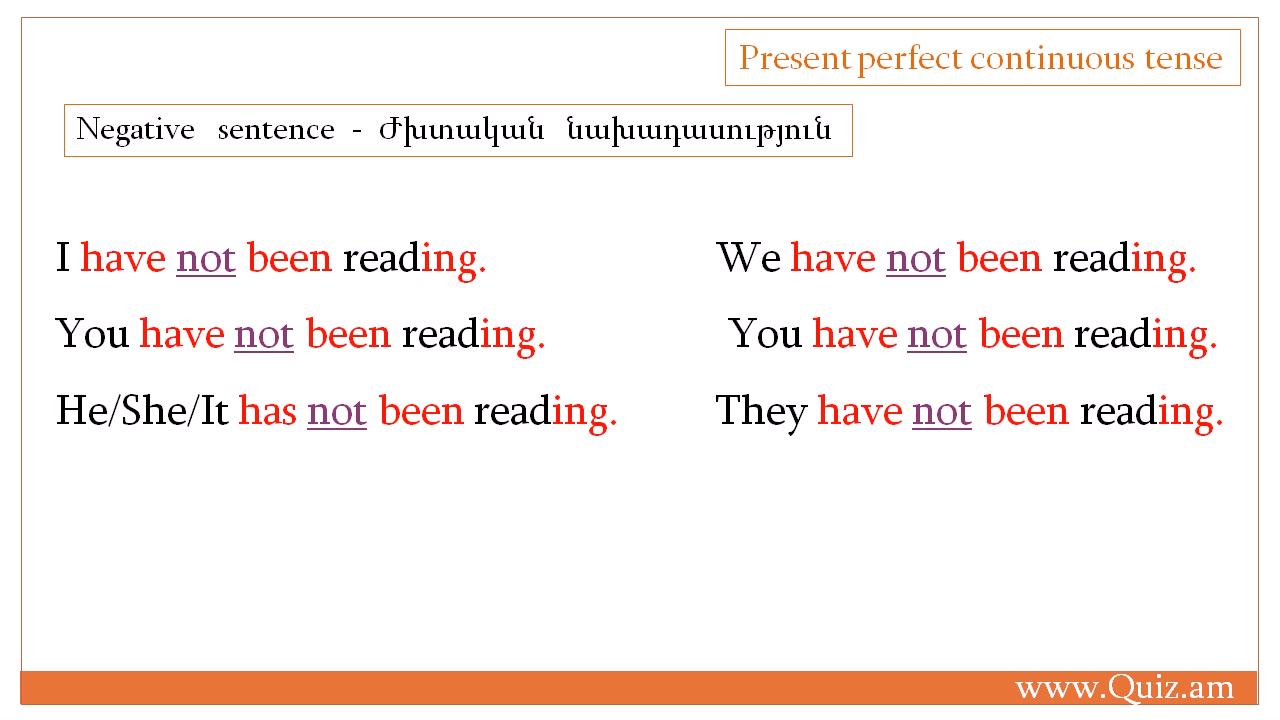 Present perfect continuous tense
Negative sentence - Ժխտական նախադասություն
I have not been reading.
You have not been reading.
He/She/It has not been reading.
We have not been reading.
You have not been reading.
They have not been reading.
www.Quiz.am